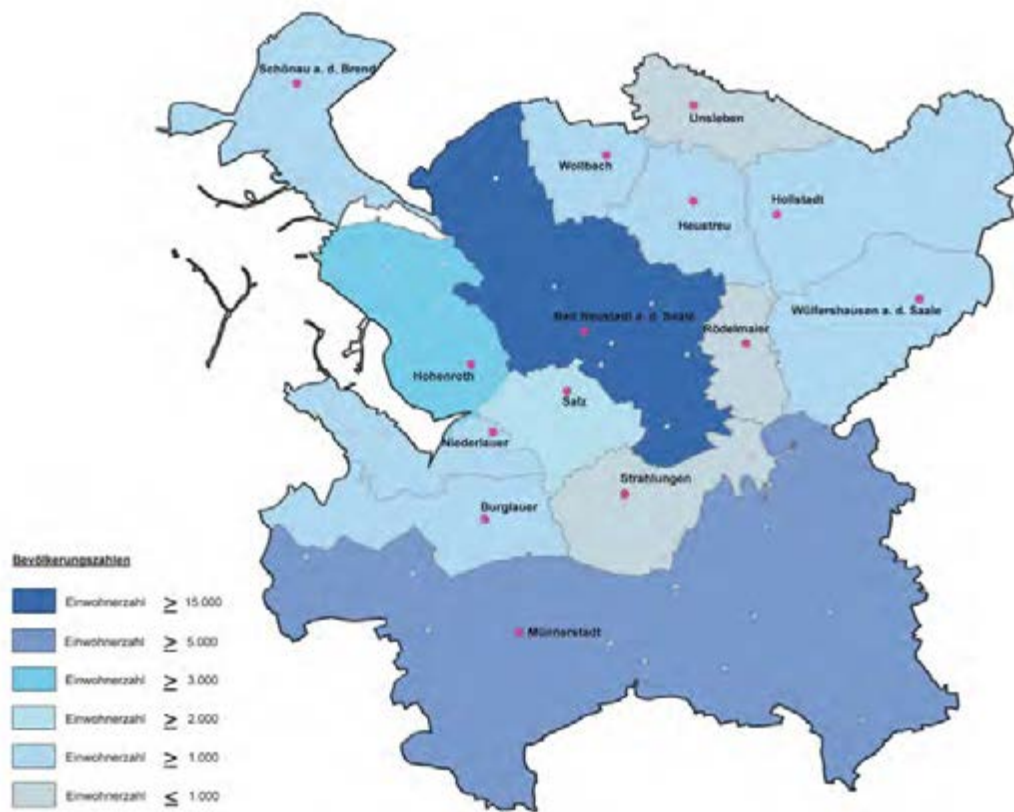 Schönau a. d. Brend
Unsleben
Wollbach
Hollstadt
Heustreu
Wülfershausen a. d. Saale
Bad Neustadt a. d. Saale
Rödelmaier
Hohenroth
Salz
Niederlauer
Strahlungen
Burglauer
Münnerstadt
Bevölkerungszahlen
Einwohnerzahl ≥ 15.000
Einwohnerzahl ≥ 5.000
Einwohnerzahl ≥ 3.000
Einwohnerzahl ≥ 2.000
Einwohnerzahl ≥ 1.000
Einwohnerzahl ≤ 1.000